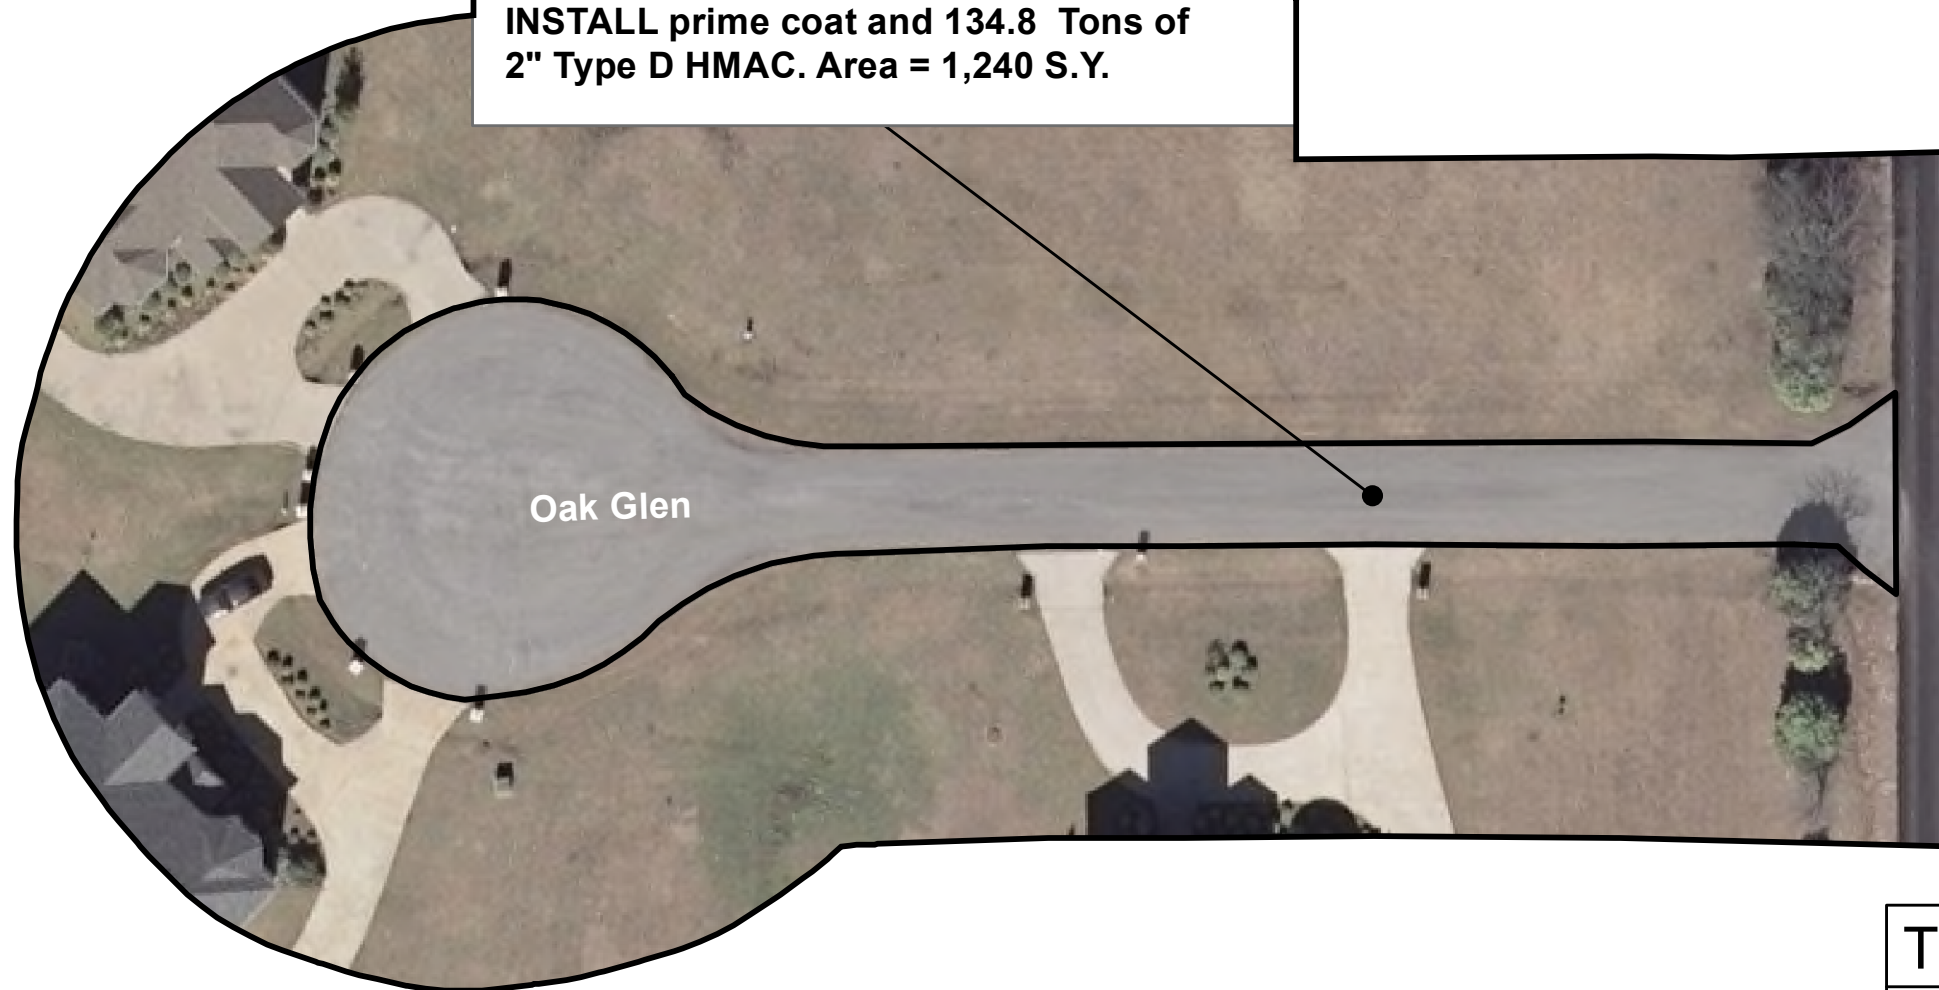 INSTALL prime coat and 134.8  Tons of
2" Type D HMAC. Area = 1,240 S.Y.
Oak Glen
T